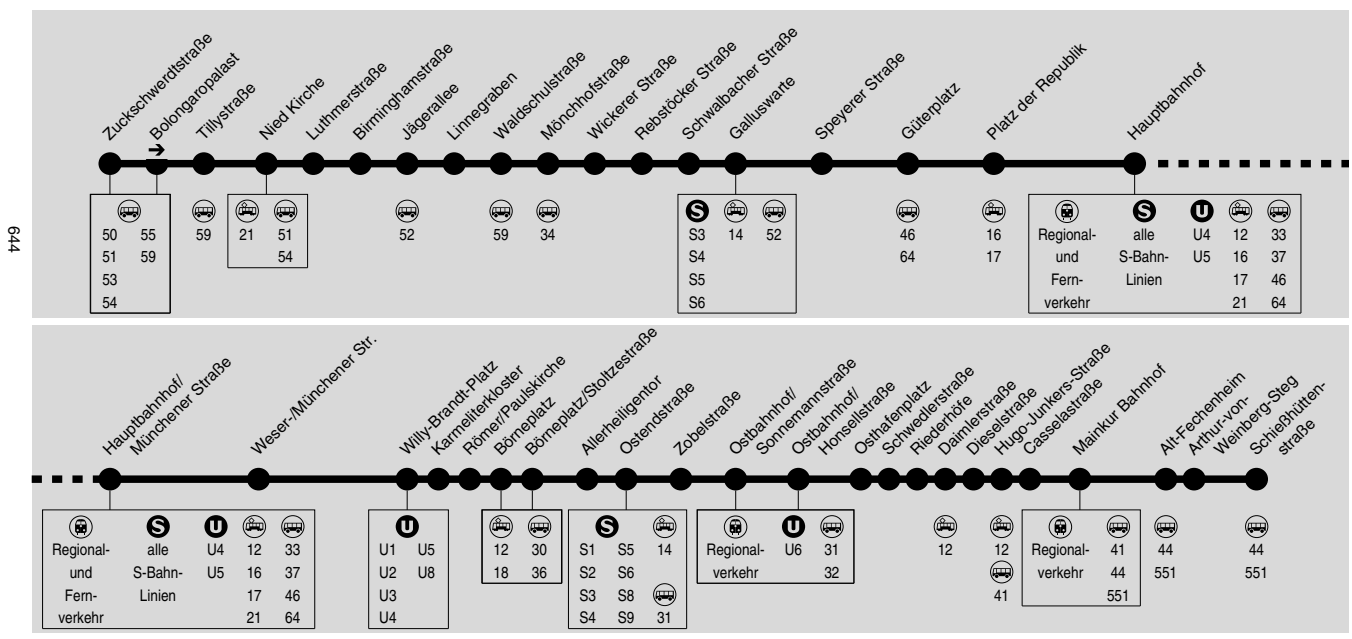 644
Zuckschwerdtstraße
Bolongaropalast
➔
Tillystraße
Nied Kirche
Luthmerstraße
Birminghamstraße
Jägerallee
Linnegraben
Waldschulstraße
Mönchhofstraße
Wickerer Straße
Rebstöcker Straße
Schwalbacher Straße
Galluswarte
Speyerer Straße
Güterplatz
Platz der Republik
Hauptbahnhof
50 55
51 59
53
54
59
21 51
54
52
59
34
S
S3 14 52
S4
S5
S6
46
64
16
17
S U
Regional- alle U4 12 33
und S-Bahn- U5 16 37
Fern- Linien 17 46
verkehr 21 64
Hauptbahnhof/
Münchener Straße
Weser-/Münchener Str.
Willy-Brandt-Platz
Karmeliterkloster
Römer/Paulskirche
Börneplatz
Börneplatz/Stoltzestraße
Allerheiligentor
Ostendstraße
Zobelstraße
Ostbahnhof/
Sonnemannstraße
Ostbahnhof/
Honsellstraße
Osthafenplatz
Schwedlerstraße
Riederhöfe
Daimlerstraße
Dieselstraße
Hugo-Junkers-Straße
Casselastraße
Mainkur Bahnhof
Alt-Fechenheim
Arthur-von-
Weinberg-Steg
Schießhütten-
straße
S U
Regional- alle U4 12 33
und S-Bahn- U5 16 37
Fern- Linien 17 46
verkehr 21 64
U
U1 U5
U2 U8
U3
U4
12 30
18 36
S
S1 S5 14
S2 S6
S3 S8
S4 S9 31
U
Regional- U6 31
verkehr 32
12
12
41
Regional- 41
verkehr 44
551
44
551
44
551